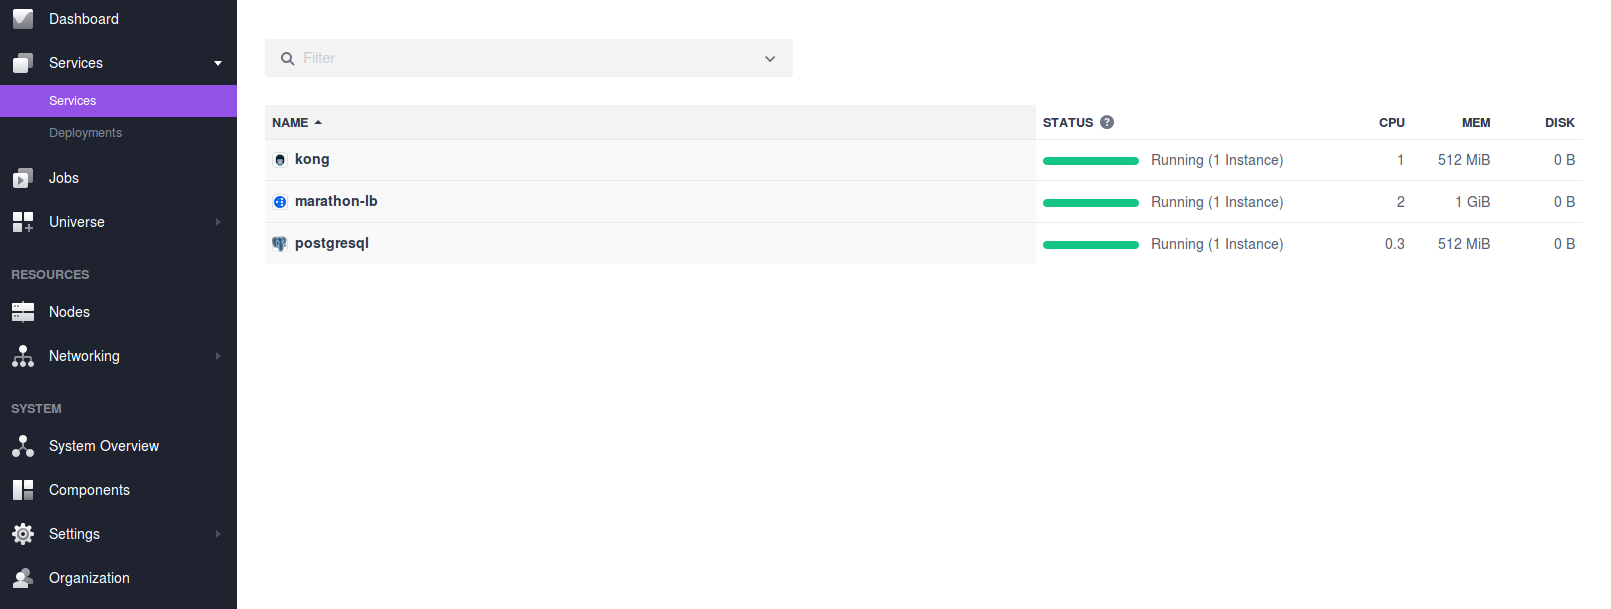 Dashboard
Services
Services
Deployments
Jobs
Universe
RESOURCES
Nodes
Networking
SYSTEM
System Overview
Components
Settings
Organization
Filter
NAME STATUS ? CPU MEM DISK
kong Running (1 Instance) 1 512 MiB 0 B
marathon-lb Running (1 Instance) 2 1 GiB 0 B
postgresql Running (1 Instance) 0.3 512 MiB 0 B